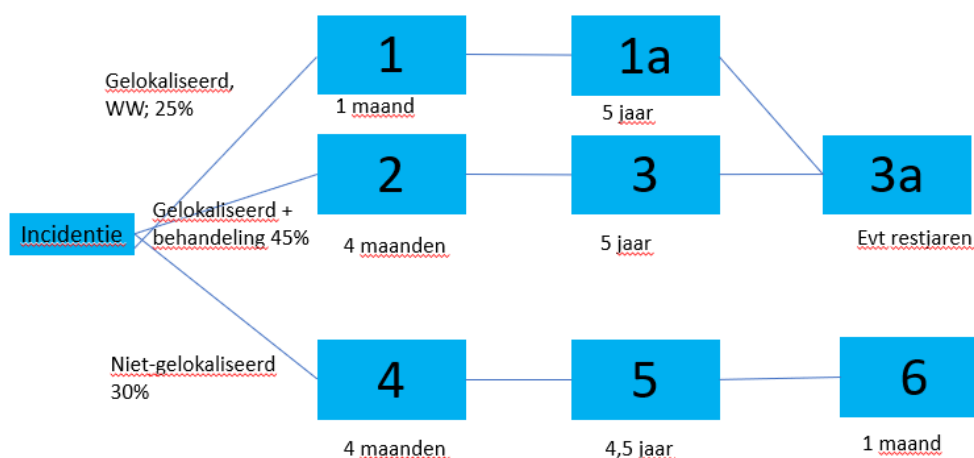 1
1a
Gelokaliseerd,
WW; 25%
1 maand
5 jaar
2
3
3a
Incidentie
Gelokaliseerd +
behandeling 45%
4 maanden
5 jaar
Evt restjaren
Niet-gelokaliseerd
30%
4
5
6
4 maanden
4,5 jaar
1 maand